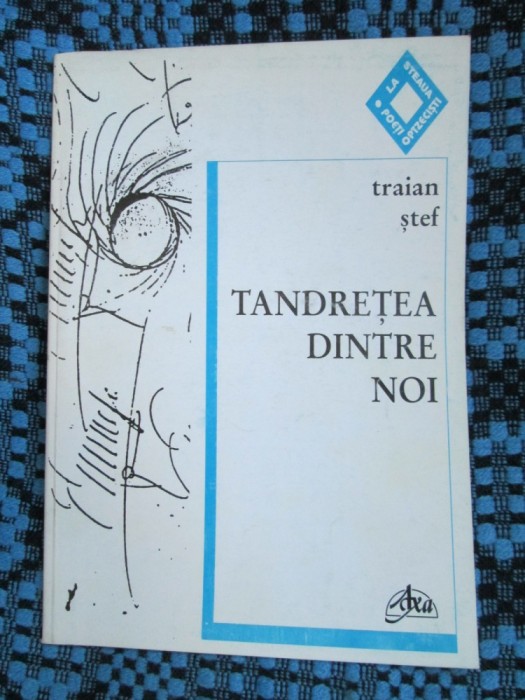 LA
STEAUA
POEȚI
OPTZECIȘTI
traian
ștef
TANDREȚEA
DINTRE
NOI
Axa